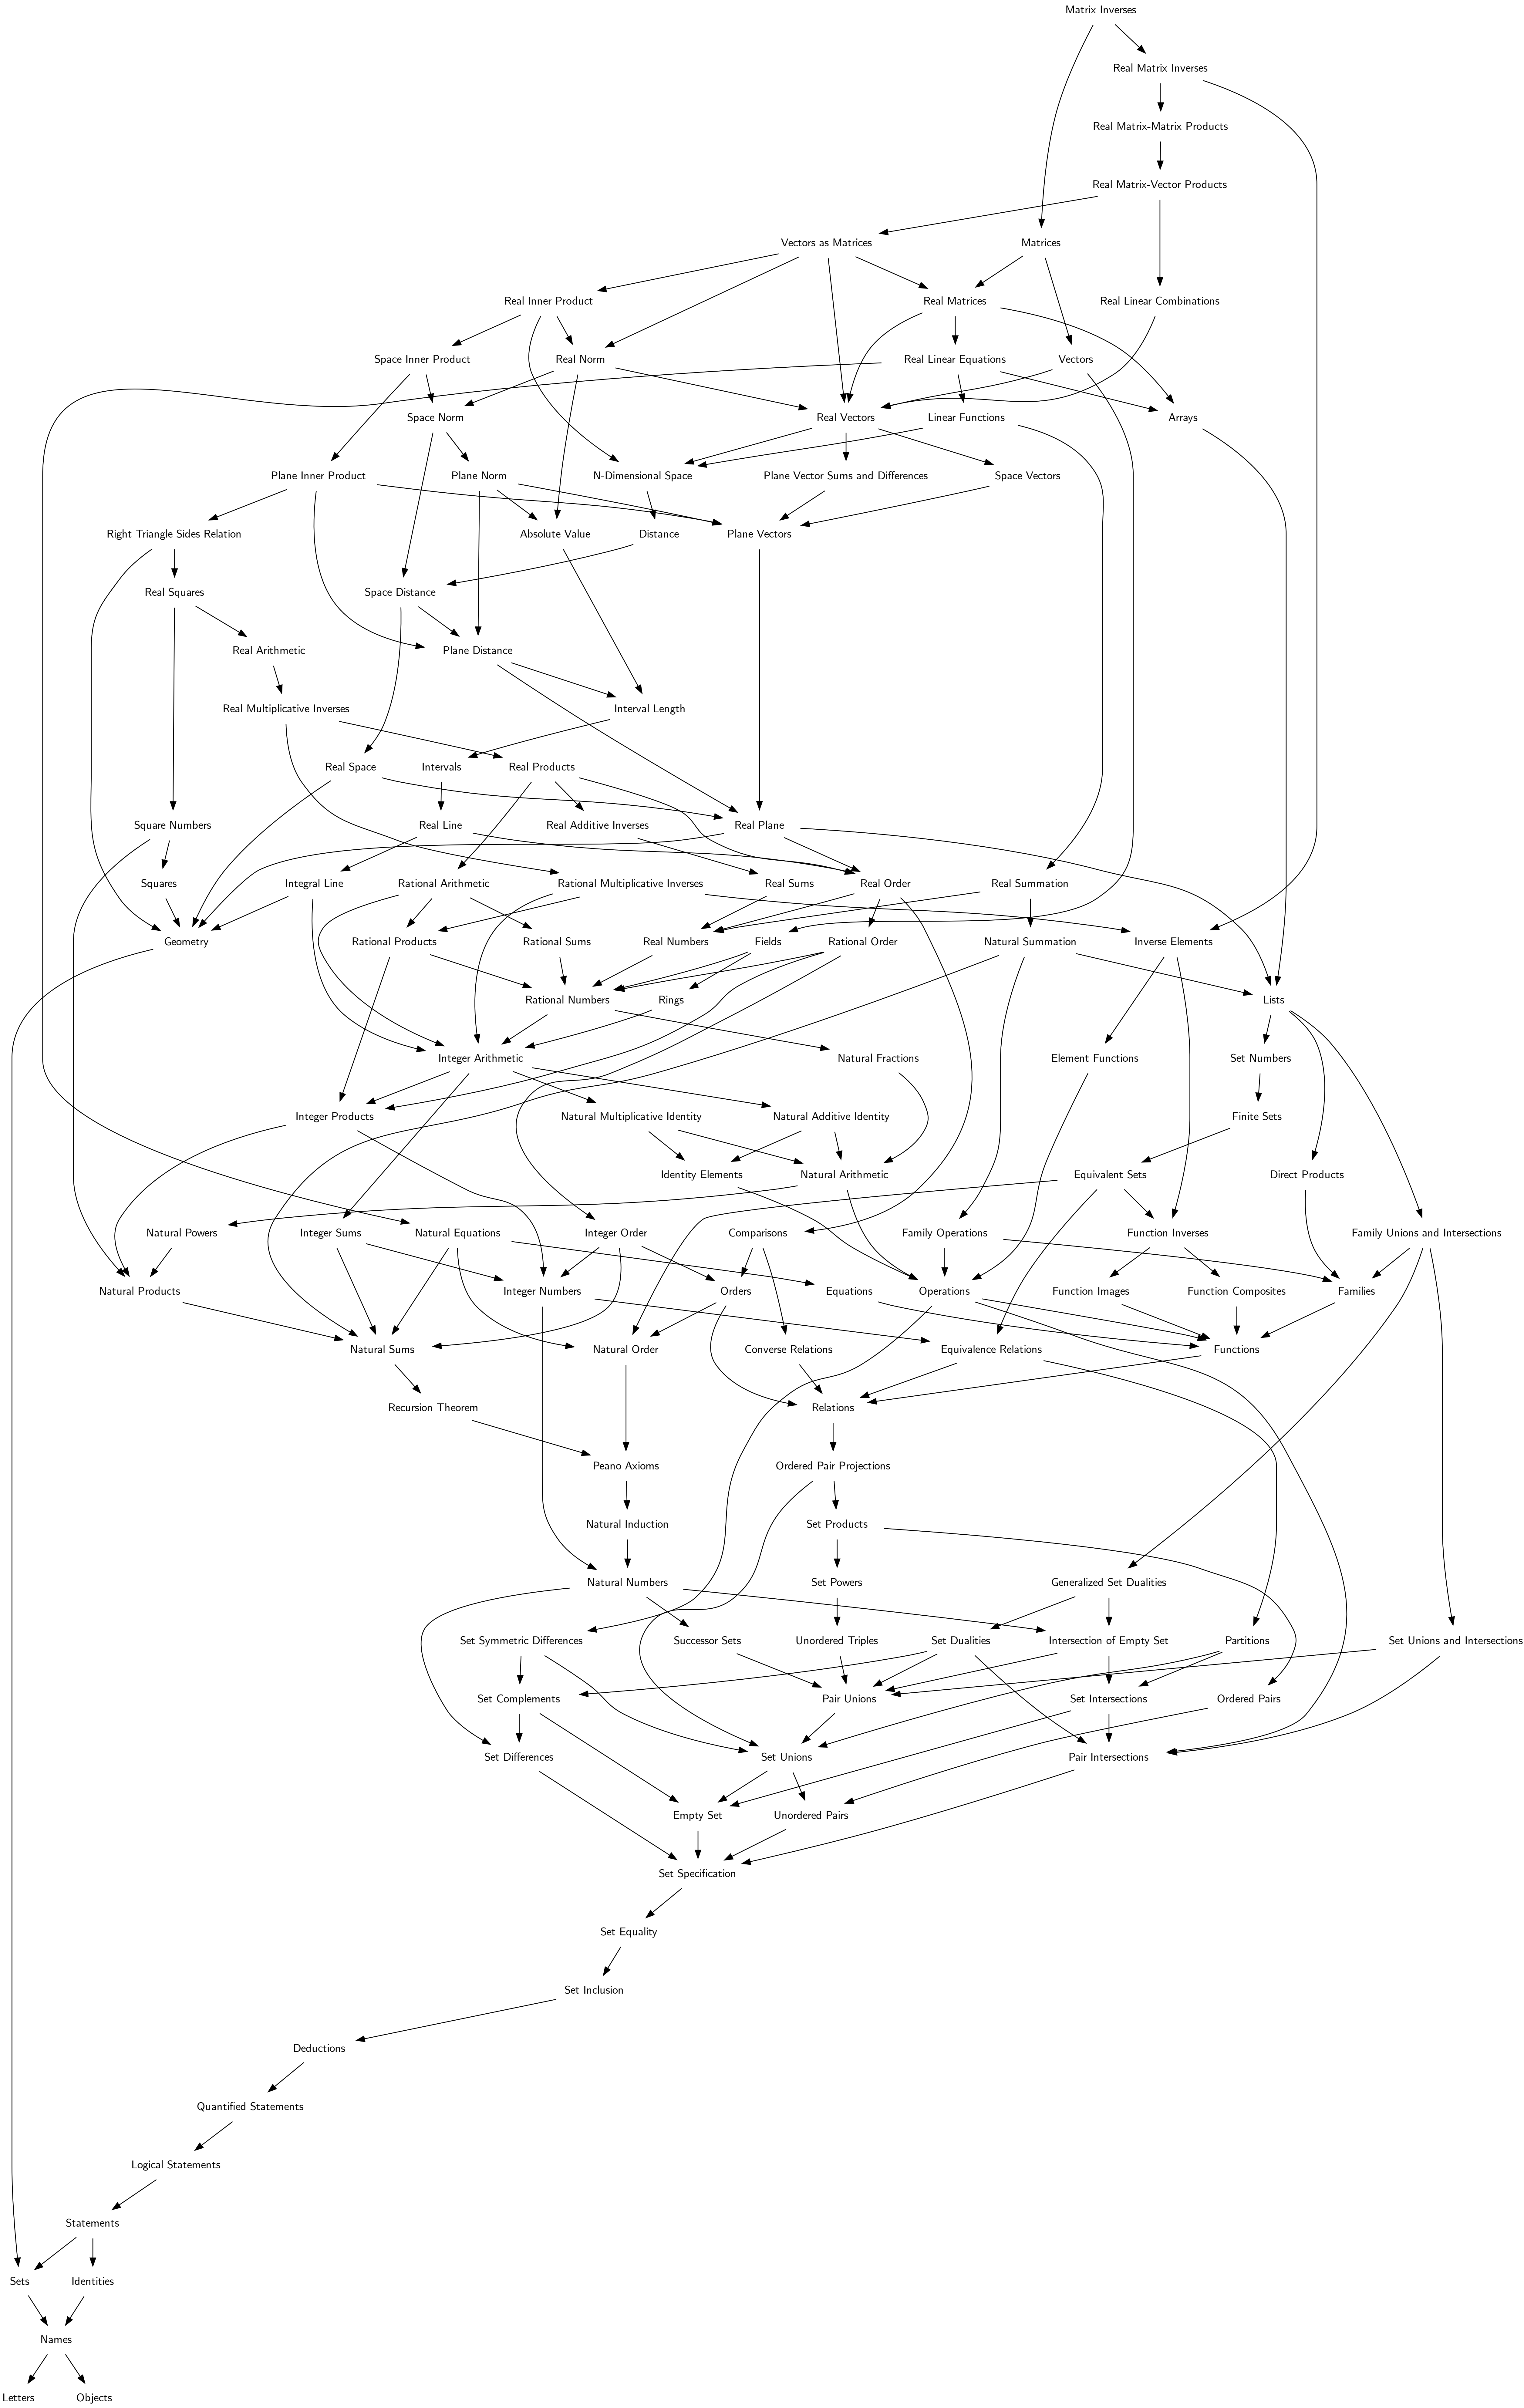 Matrix Inverses
Real Matrix Inverses
Real Matrix-Matrix Products
Real Matrix-Vector Products
Vectors as Matrices
Matrices
Real Inner Product
Real Matrices
Real Linear Combinations
Space Inner Product
Real Norm
Real Linear Equations
Vectors
Space Norm
Real Vectors
Linear Functions
Arrays
Plane Inner Product
Plane Norm
N-Dimensional Space
Plane Vector Sums and Differences
Space Vectors
Right Triangle Sides Relation
Absolute Value
Distance
Plane Vectors
Real Squares
Space Distance
Real Arithmetic
Plane Distance
Real Multiplicative Inverses
Interval Length
Real Space
Intervals
Real Products
Square Numbers
Real Line
Real Additive Inverses
Real Plane
Squares
Integral Line
Rational Arithmetic
Rational Multiplicative Inverses
Real Sums
Real Order
Real Summation
Geometry
Rational Products
Rational Sums
Real Numbers
Fields
Rational Order
Natural Summation
Inverse Elements
Rational Numbers
Rings
Lists
Integer Arithmetic
Natural Fractions
Element Functions
Set Numbers
Integer Products
Natural Multiplicative Identity
Natural Additive Identity
Finite Sets
Identity Elements
Natural Arithmetic
Equivalent Sets
Direct Products
Natural Powers
Integer Sums
Natural Equations
Integer Order
Comparisons
Family Operations
Function Inverses
Family Unions and Intersections
Natural Products
Integer Numbers
Orders
Equations
Operations
Function Images
Function Composites
Families
Natural Sums
Natural Order
Converse Relations
Equivalence Relations
Functions
Recursion Theorem
Relations
Peano Axioms
Ordered Pair Projections
Natural Induction
Set Products
Natural Numbers
Set Powers
Generalized Set Dualities
Set Symmetric Differences
Successor Sets
Unordered Triples
Set Dualities
Intersection of Empty Set
Partitions
Set Unions and Intersections
Set Complements
Pair Unions
Set Intersections
Ordered Pairs
Set Differences
Set Unions
Pair Intersections
Empty Set
Unordered Pairs
Set Specification
Set Equality
Set Inclusion
Deductions
Quantified Statements
Logical Statements
Statements
Sets
Identities
Names
Letters
Objects